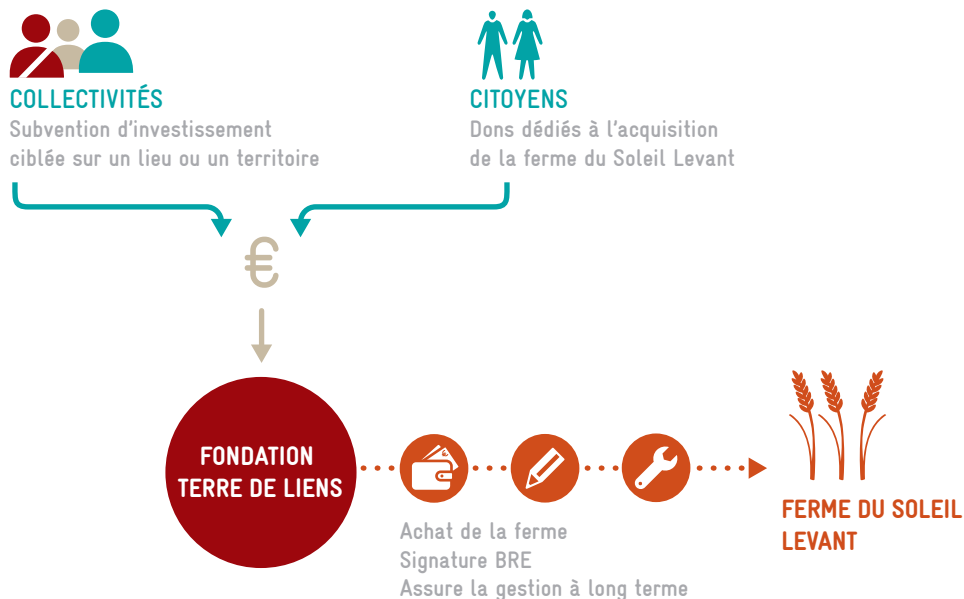 COLLECTIVITÉS
Subvention d'investissement
ciblée sur un lieu ou un territoire
CITOYENS
Dons dédiés à l'acquisition
de la ferme du Soleil Levant
€
FONDATION
TERRE DE LIENS
Achat de la ferme
Signature BRE
Assure la gestion à long terme
FERME DU SOLEIL
LEVANT